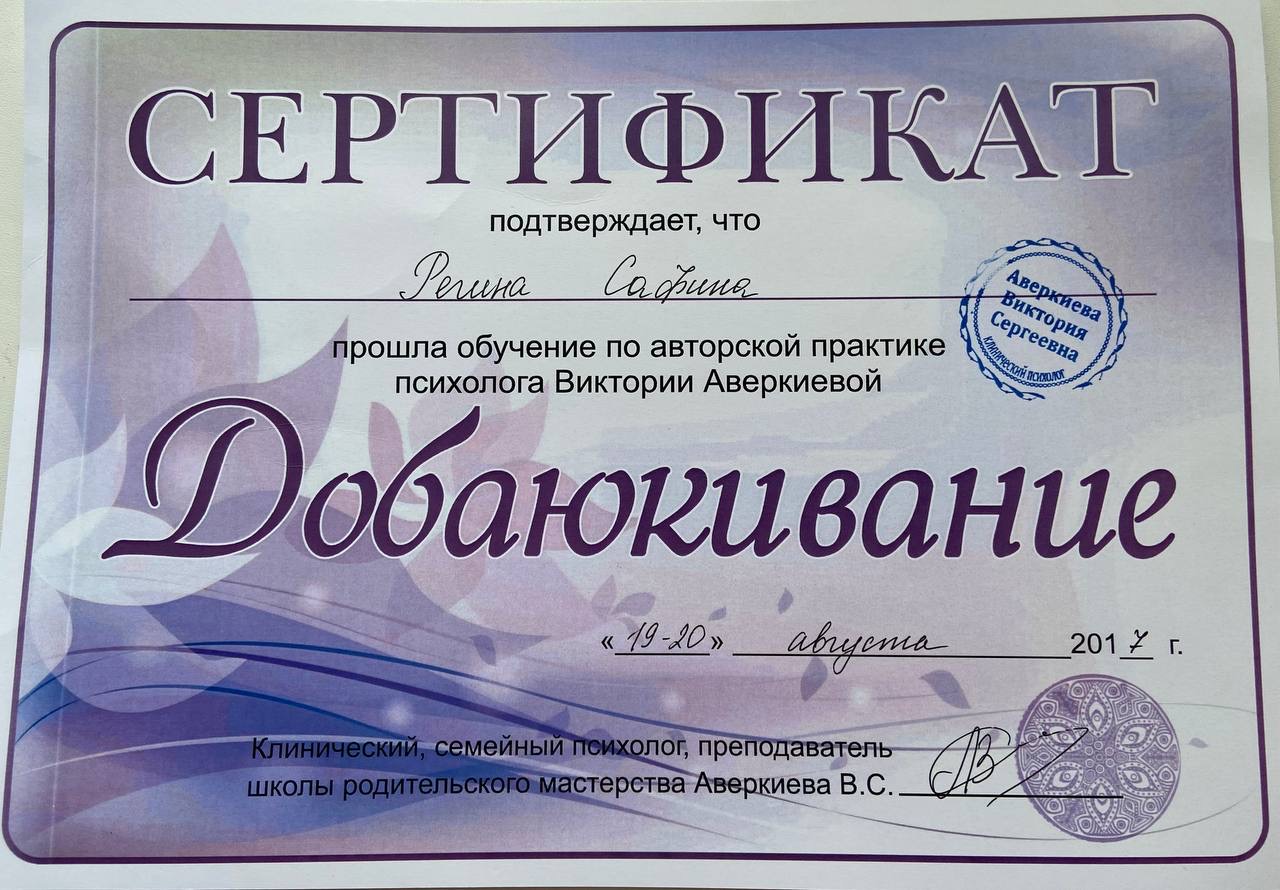 СЕРТИФИКАТ
подтверждает, что
Регина Сафина
Аверкиева
Виктория
Сергеевна
клинический психолог
прошла обучение по авторской практике
психолога Виктории Аверкиевой
Добаюкивание
«19-20» августа 2017 г.
Клинический, семейный психолог, преподаватель
школы родительского мастерства Аверкиева В.С.